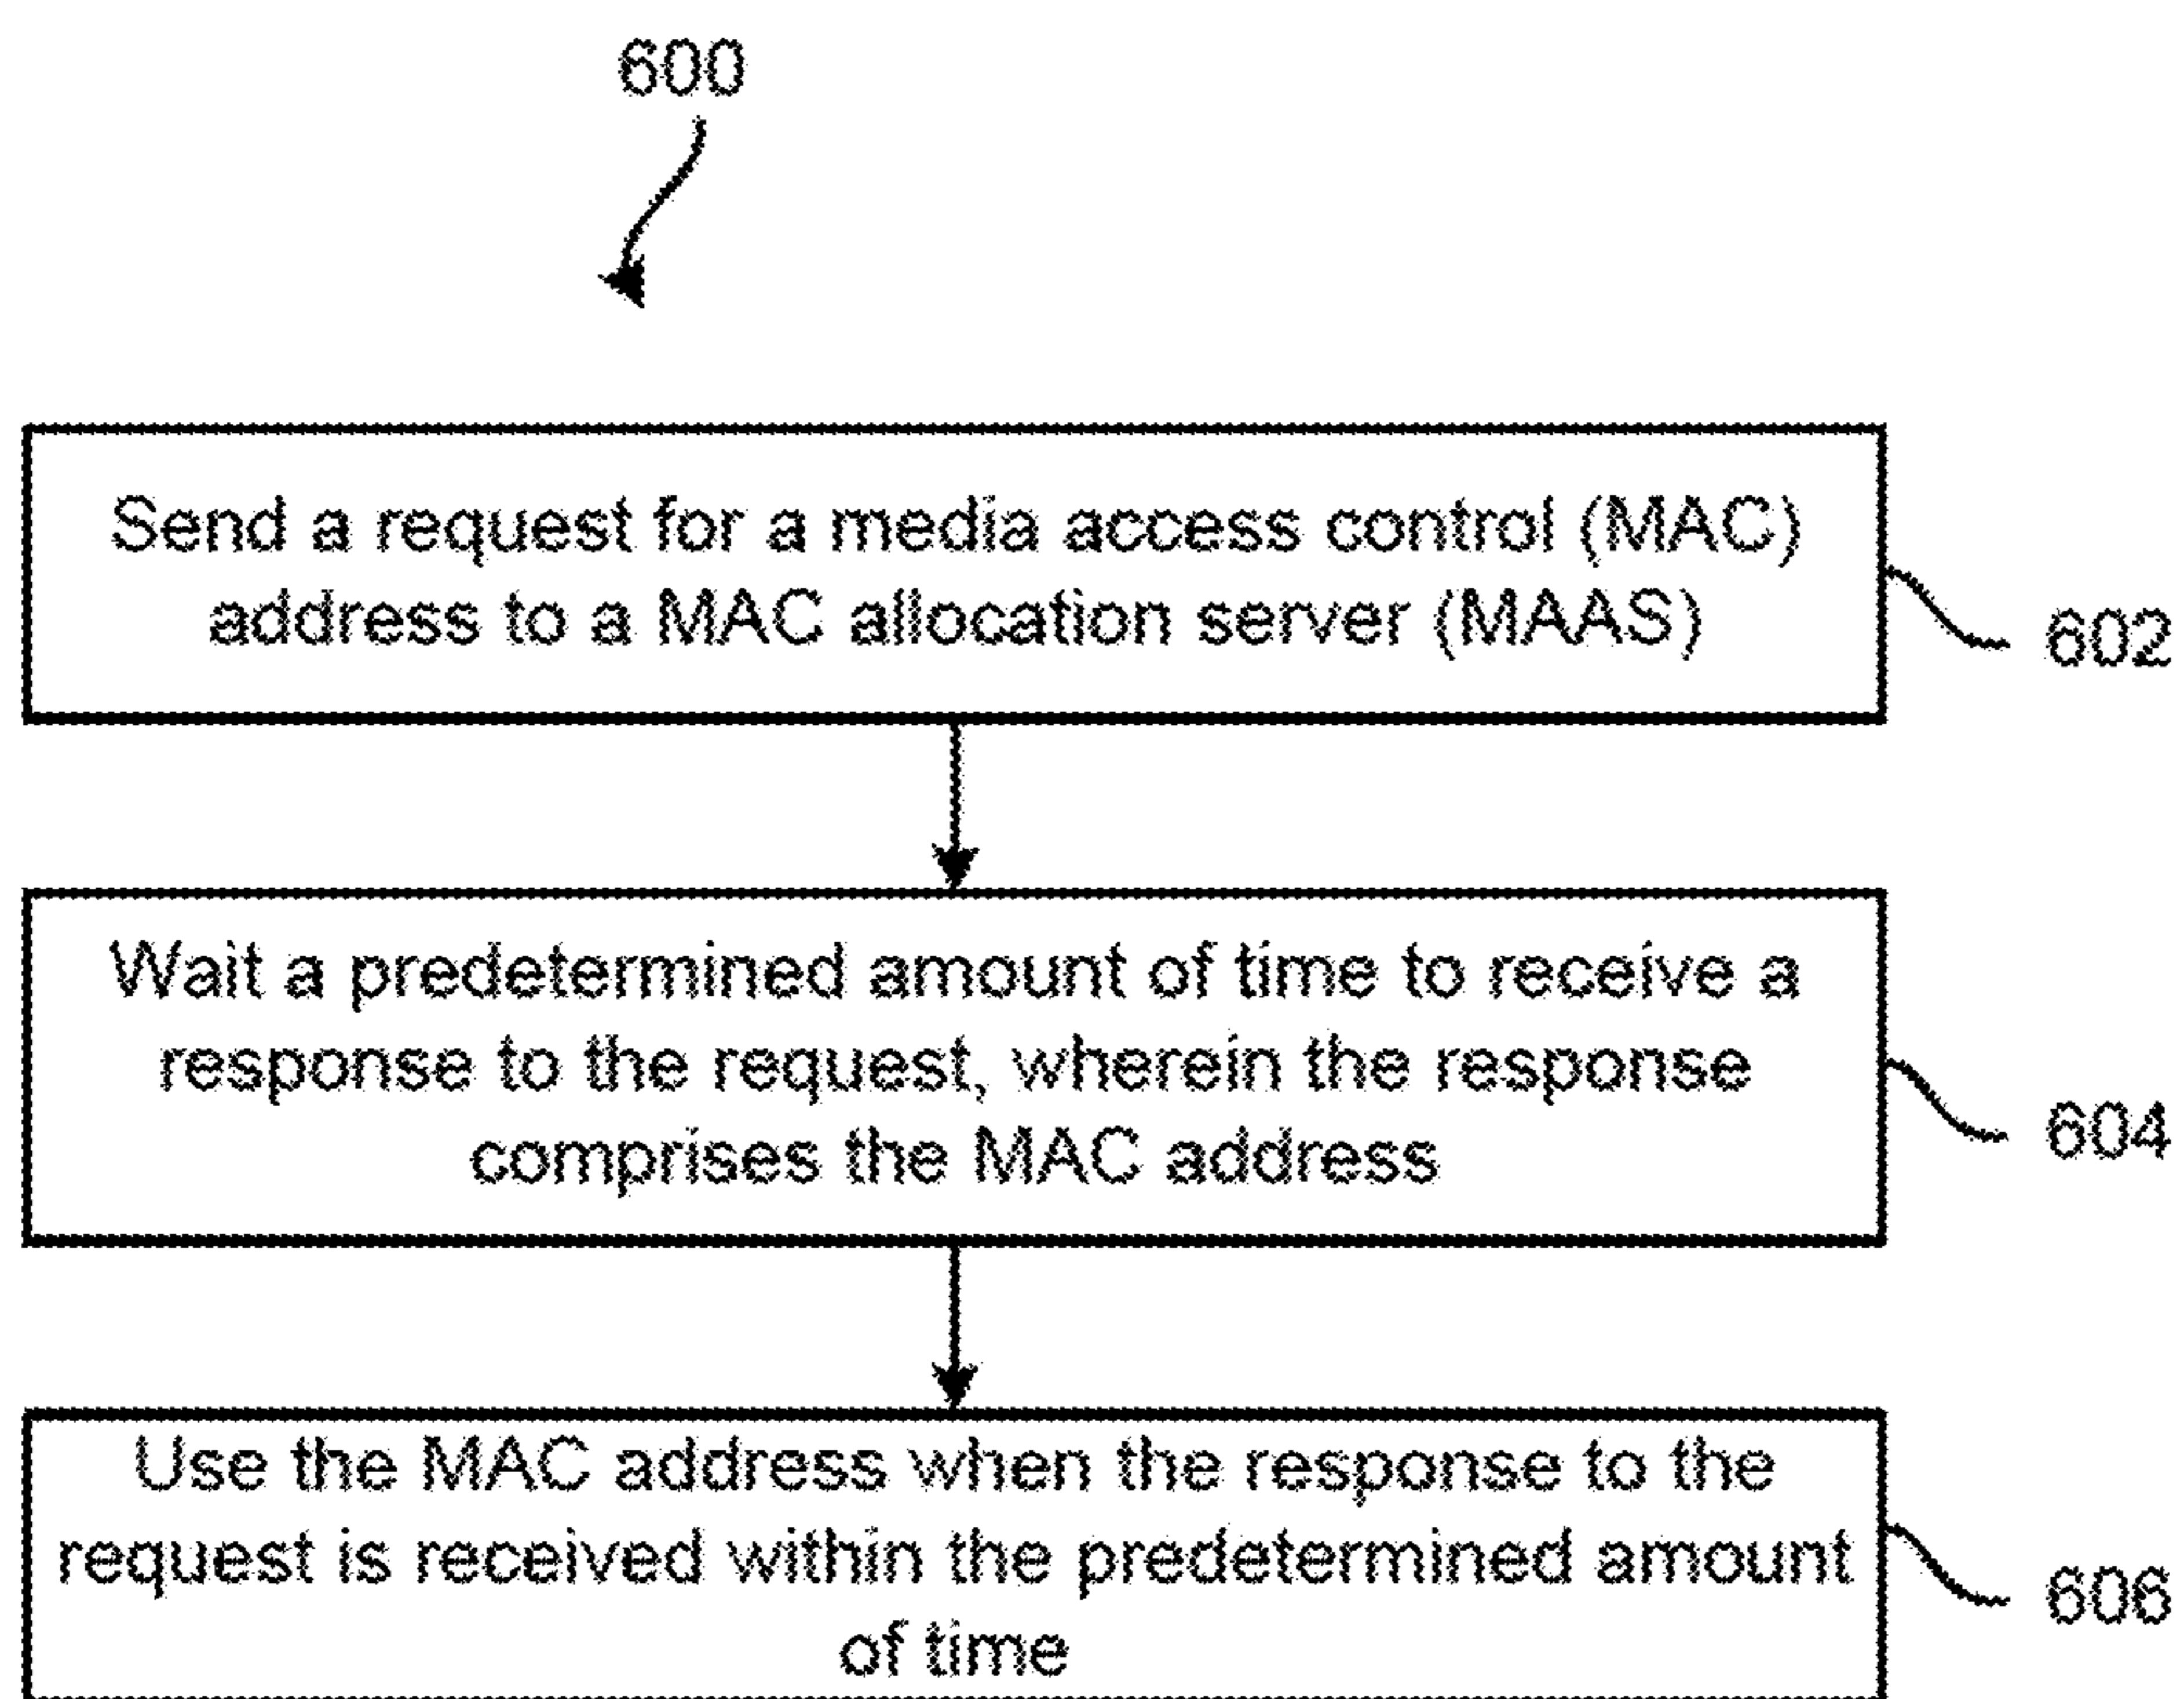 600
Send a request for a media access control (MAC)
address to a MAC allocation server (MAAS)
602
Wait a predetermined amount of time to receive a
response to the request, wherein the response
comprises the MAC address
604
Use the MAC address when the response to the
request is received within the predetermined amount
of time
606